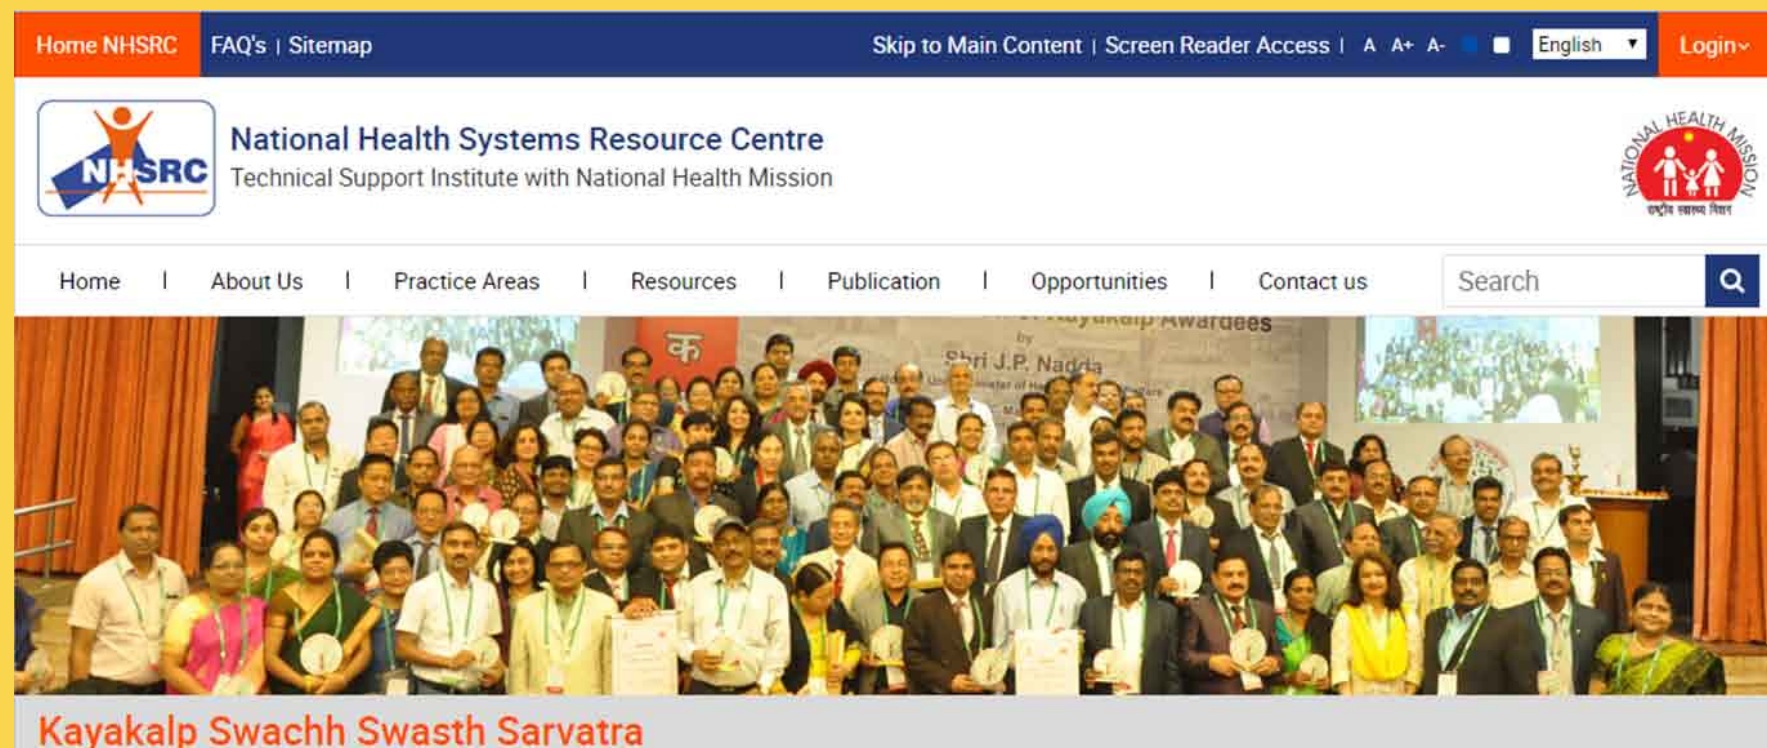 Home NHSRC FAQ's | Sitemap Skip to Main Content | Screen Reader Access | A A+ A- English ▼ Login
NHSRC
National Health Systems Resource Centre
Technical Support Institute with National Health Mission
NATIONAL HEALTH MISSION
राष्ट्रीय स्वास्थ्य मिशन
Home | About Us | Practice Areas | Resources | Publication | Opportunities | Contact us Search
Kayakalp Awardees
by
Shri J.P. Nadda
क
Kayakalp Swachh Swasth Sarvatra